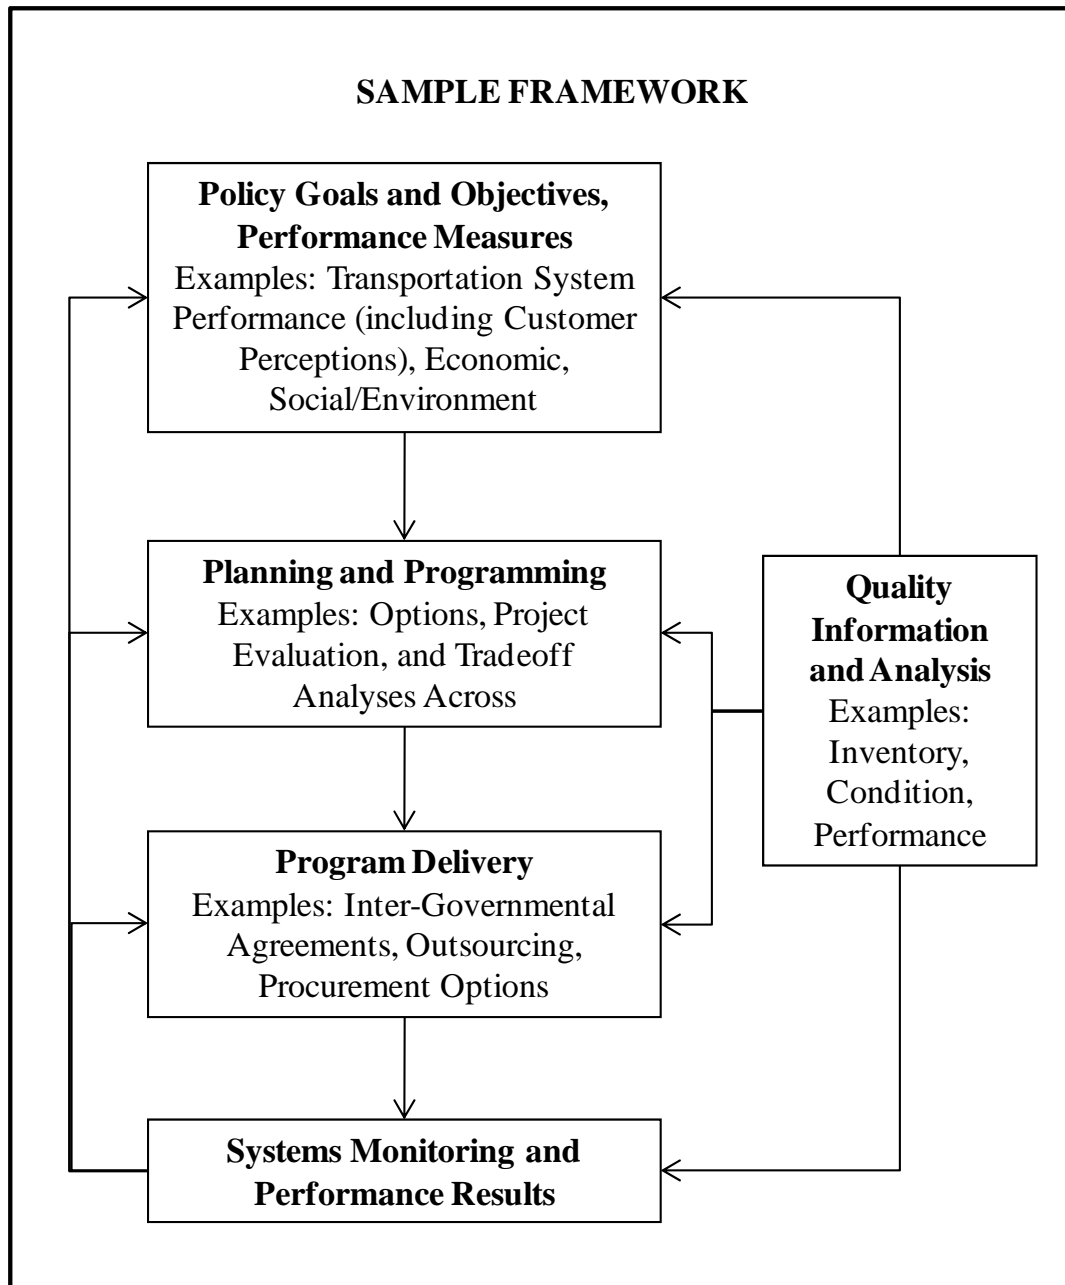 SAMPLE FRAMEWORK
Policy Goals and Objectives,
Performance Measures
Examples: Transportation System
Performance (including Customer
Perceptions), Economic,
Social/Environment
Planning and Programming
Examples: Options, Project
Evaluation, and Tradeoff
Analyses Across
Quality
Information
and Analysis
Examples:
Inventory,
Condition,
Performance
Program Delivery
Examples: Inter-Governmental
Agreements, Outsourcing,
Procurement Options
Systems Monitoring and
Performance Results